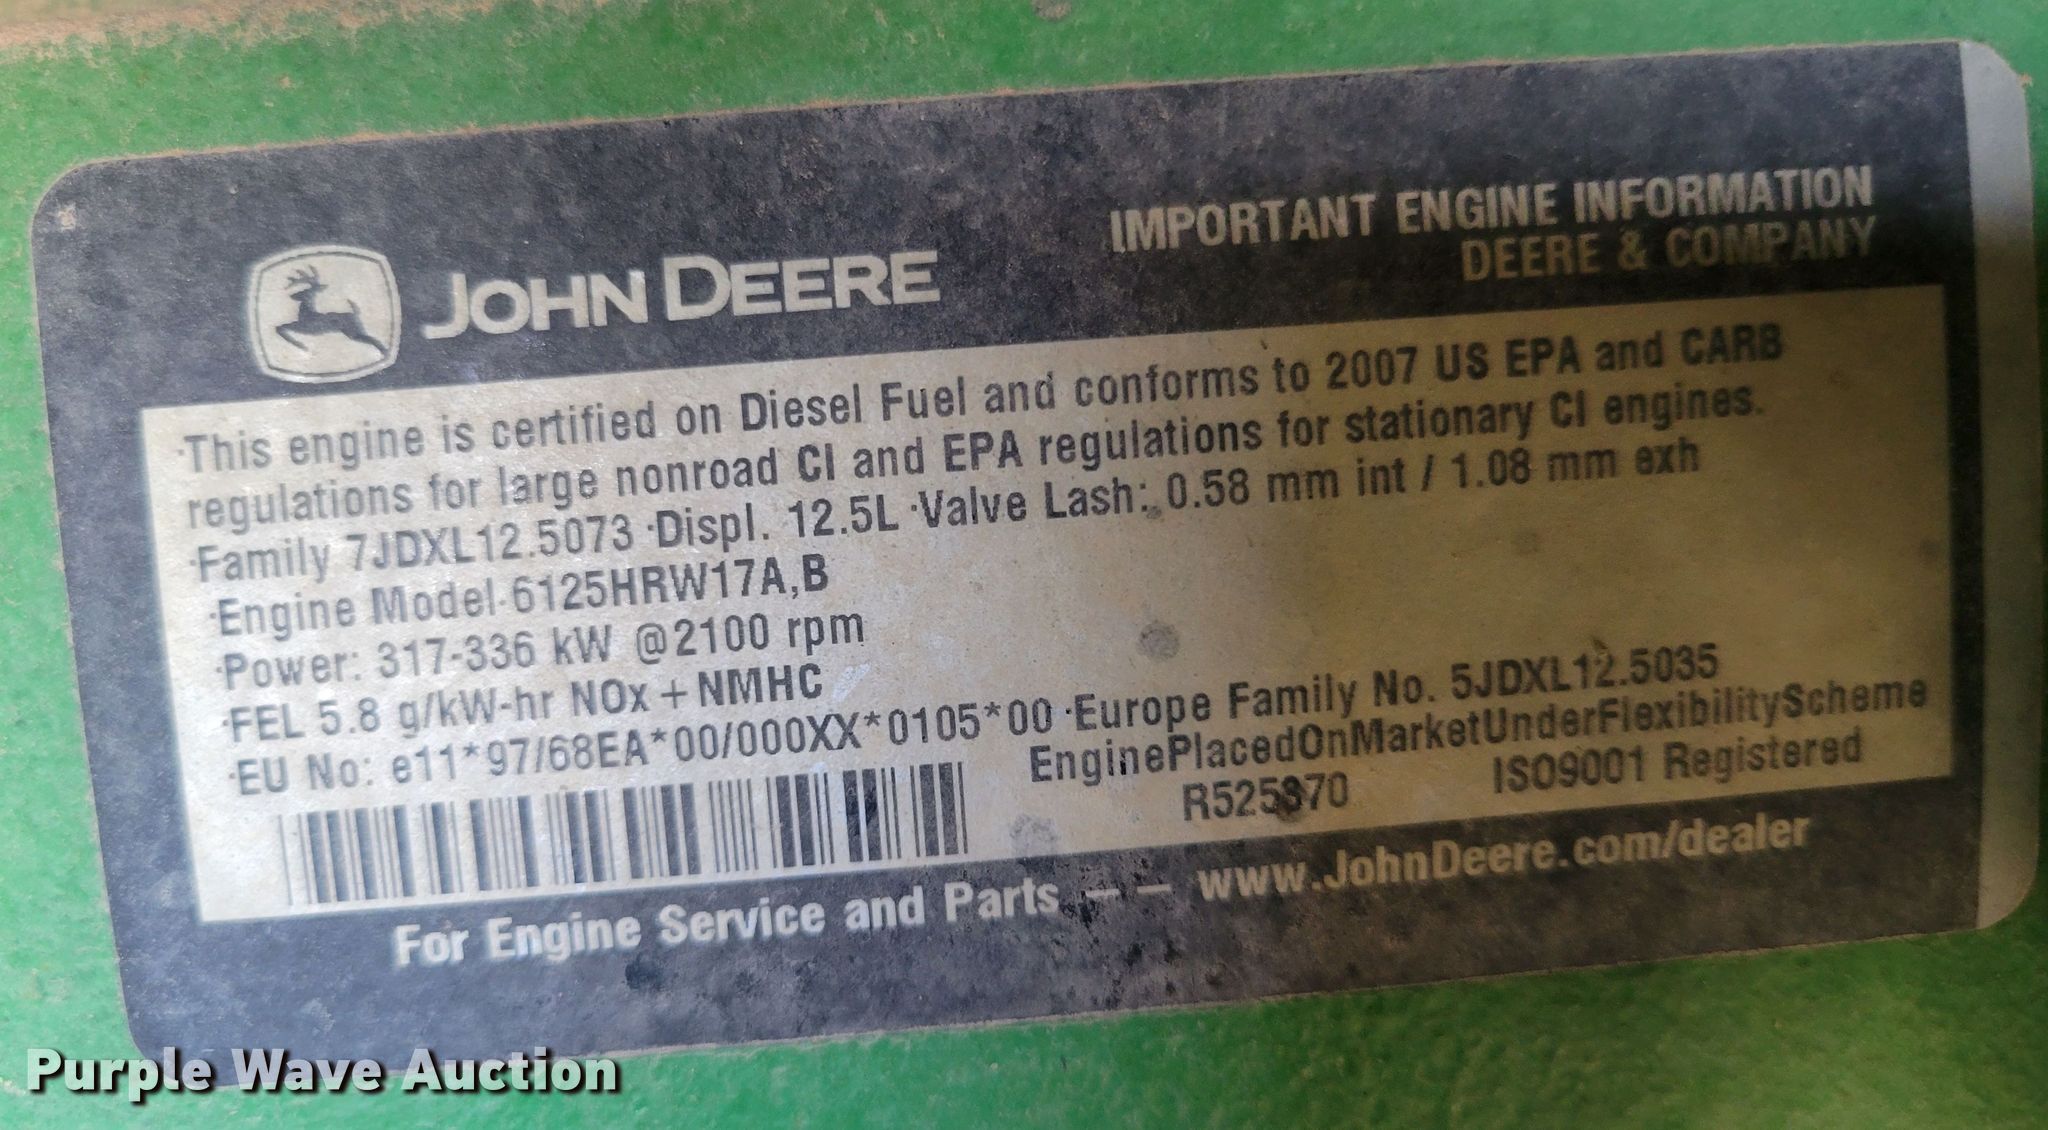 JOHN DEERE
IMPORTANT ENGINE INFORMATION
DEERE & COMPANY
·This engine is certified on Diesel Fuel and conforms to 2007 US EPA and CARB
regulations for large nonroad CI and EPA regulations for stationary CI engines.
·Family 7JDXL12.5073 ·Displ. 12.5L ·Valve Lash: 0.58 mm int / 1.08 mm exh
·Engine Model·6125HRW17A,B
·Power: 317-336 kW @2100 rpm
·FEL 5.8 g/kW-hr NOx+NMHC
·EU No: e11*97/68EA*00/000XX*0105*00 ·Europe Family No. 5JDXL12.5035
EnginePlacedOnMarketUnderFlexibilityScheme
ISO9001 Registered
For Engine Service and Parts – – www.JohnDeere.com/dealer
Purple Wave Auction